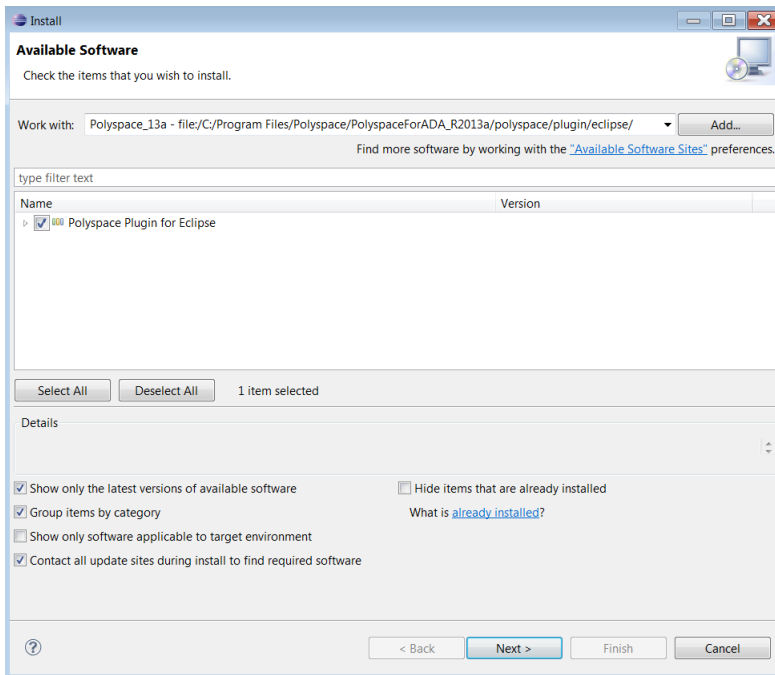 Install
Available Software
Check the items that you wish to install.
Work with: Polyspace_13a - file:/C:/Program Files/Polyspace/PolyspaceForADA_R2013a/polyspace/plugin/eclipse/ Add...
Find more software by working with the "Available Software Sites" preferences.
type filter text
Name Version
Polyspace Plugin for Eclipse
Select All Deselect All 1 item selected
Details
Show only the latest versions of available software Hide items that are already installed
Group items by category What is already installed?
Show only software applicable to target environment
Contact all update sites during install to find required software
? < Back Next > Finish Cancel